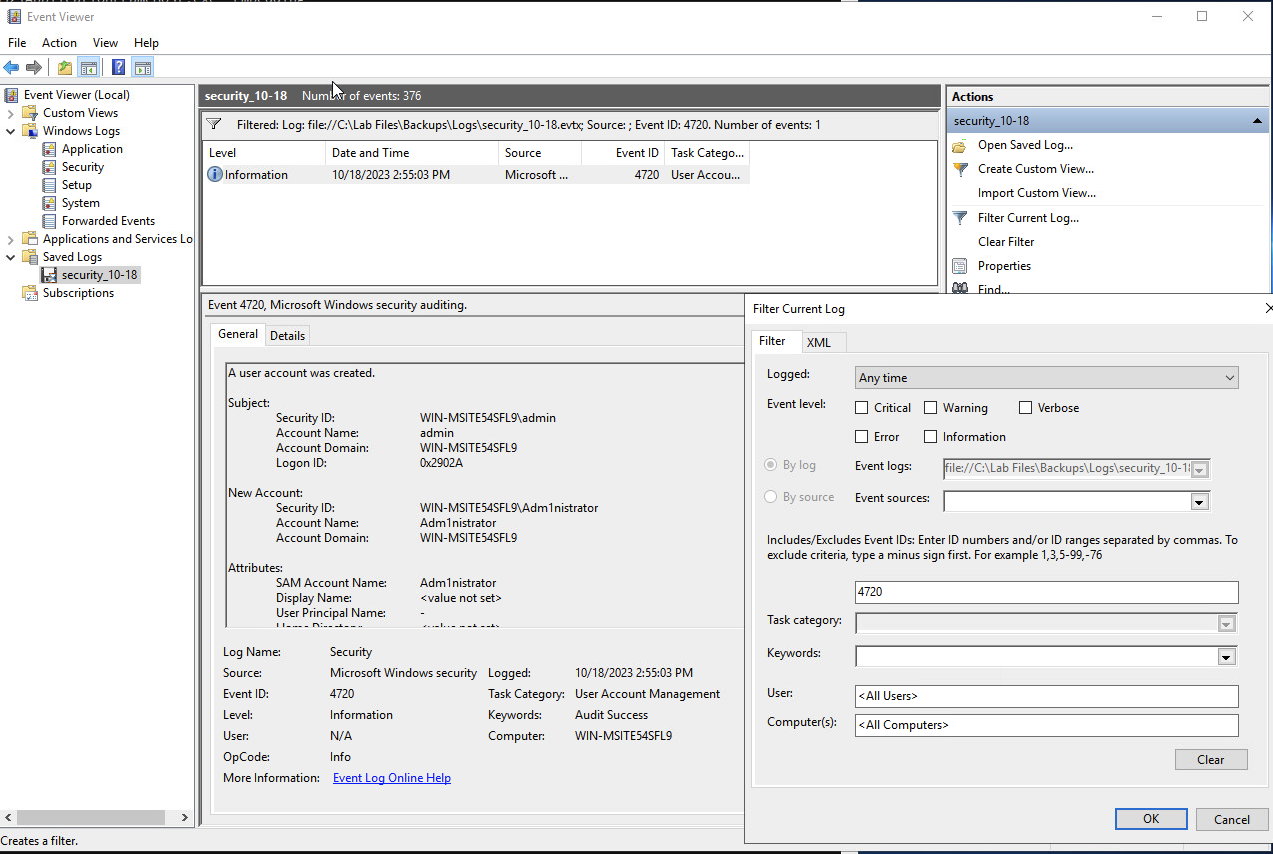 Event Viewer
File Action View Help
Event Viewer (Local)
Custom Views
Windows Logs
Application
Security
Setup
System
Forwarded Events
Applications and Services Lo
Saved Logs
security_10-18
Subscriptions
security_10-18 Number of events: 376
Filtered: Log: file://C:\Lab Files\Backups\Logs\security_10-18.evtx; Source: ; Event ID: 4720. Number of events: 1
Level Date and Time Source Event ID Task Catego...
Information 10/18/2023 2:55:03 PM Microsoft ... 4720 User Accou...
Event 4720, Microsoft Windows security auditing.
General Details
A user account was created.
Subject:
Security ID: WIN-MSITE54SFL9\admin
Account Name: admin
Account Domain: WIN-MSITE54SFL9
Logon ID: 0x2902A
New Account:
Security ID: WIN-MSITE54SFL9\Adm1nistrator
Account Name: Adm1nistrator
Account Domain: WIN-MSITE54SFL9
Attributes:
SAM Account Name: Adm1nistrator
Display Name: <value not set>
User Principal Name: -
Home Directory: <value not set>
Log Name: Security
Source: Microsoft Windows security Logged: 10/18/2023 2:55:03 PM
Event ID: 4720 Task Category: User Account Management
Level: Information Keywords: Audit Success
User: N/A Computer: WIN-MSITE54SFL9
OpCode: Info
More Information: Event Log Online Help
Actions
security_10-18
Open Saved Log...
Create Custom View...
Import Custom View...
Filter Current Log...
Clear Filter
Properties
Find...
Filter Current Log
Filter XML
Logged: Any time
Event level: Critical Warning Verbose
Error Information
By log Event logs: file://C:\Lab Files\Backups\Logs\security_10-1
By source Event sources:
Includes/Excludes Event IDs: Enter ID numbers and/or ID ranges separated by commas. To
exclude criteria, type a minus sign first. For example 1,3,5-99,-76
4720
Task category:
Keywords:
User: <All Users>
Computer(s): <All Computers>
Clear
OK Cancel
Creates a filter.